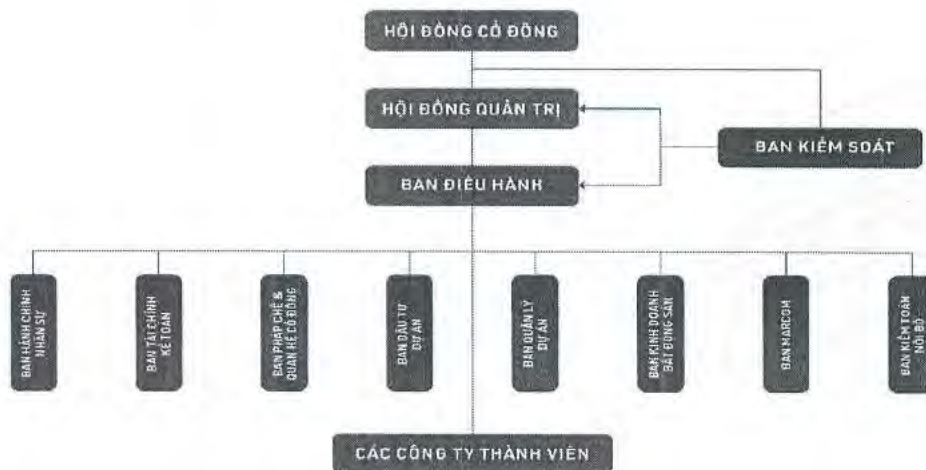 HỘI ĐỒNG CỔ ĐÔNG
HỘI ĐỒNG QUẢN TRỊ
BAN KIỂM SOÁT
BAN ĐIỀU HÀNH
BAN HÀNH CHÍNH
NHÂN SỰ
BAN TÀI CHÍNH
KẾ TOÁN
BAN PHÁP CHẾ &
QUAN HỆ CỔ ĐÔNG
BAN ĐẦU TƯ
DỰ ÁN
BAN QUẢN LÝ
DỰ ÁN
BAN KINH DOANH
BẤT ĐỘNG SẢN
BAN MARCOM
BAN KIỂM TOÁN
NỘI BỘ
CÁC CÔNG TY THÀNH VIÊN